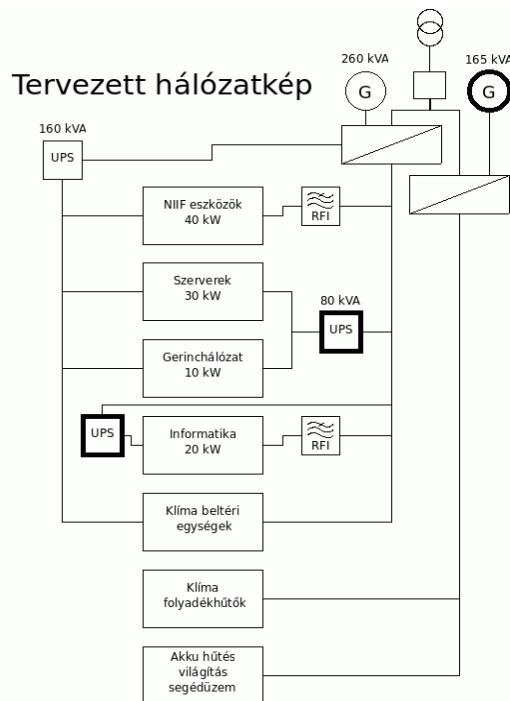 260 kVA
165 kVA
G
G
Tervezett hálózatkép
160 kVA
UPS
NIIF eszközök
40 kW
RFI
Szerverek
30 kW
80 kVA
UPS
Gerinchálózat
10 kW
UPS
Informatika
20 kW
RFI
Klíma beltéri
egységek
Klíma
folyadékhűtők
Akku hűtés
világítás
segédüzem